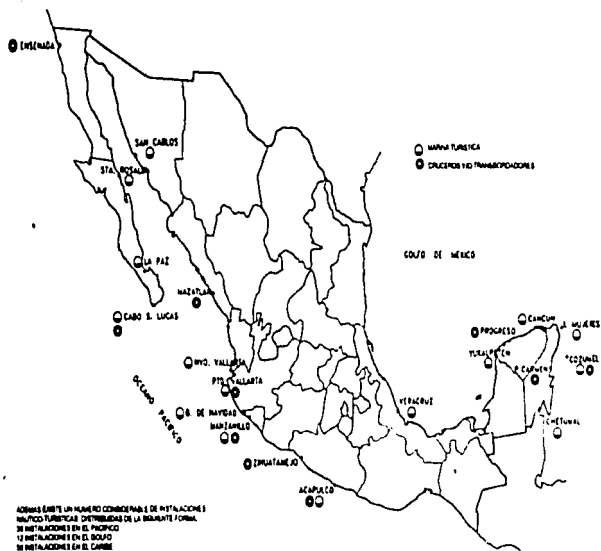 ENSENADA
SAN CARLOS
STA. ROSALIA
MARINA TURISTICA
CRUCEROS Y/O TRANSBORDADORES
GOLFO DE MEXICO
LA PAZ
MAZATLAN
CABO S. LUCAS
PROGRESO
CANCUM
I. MUJERES
YUKALPETEN
COZUMEL
P. CARMEN
NVO. VALLARTA
PTO. VALLARTA
OCEANO PACIFICO
B. DE NAVIDAD
MANZANILLO
VERACRUZ
CHETUMAL
ZIHUATANEJO
ACAPULCO
ADEMAS EXISTE UN NUMERO CONSIDERABLE DE INSTALACIONES
NAUTICO-TURISTICAS, DISTRIBUIDAS DE LA SIGUIENTE FORMA,
INSTALACIONES EN EL PACIFICO
12 INSTALACIONES EN EL GOLFO
INSTALACIONES EN EL CARIBE